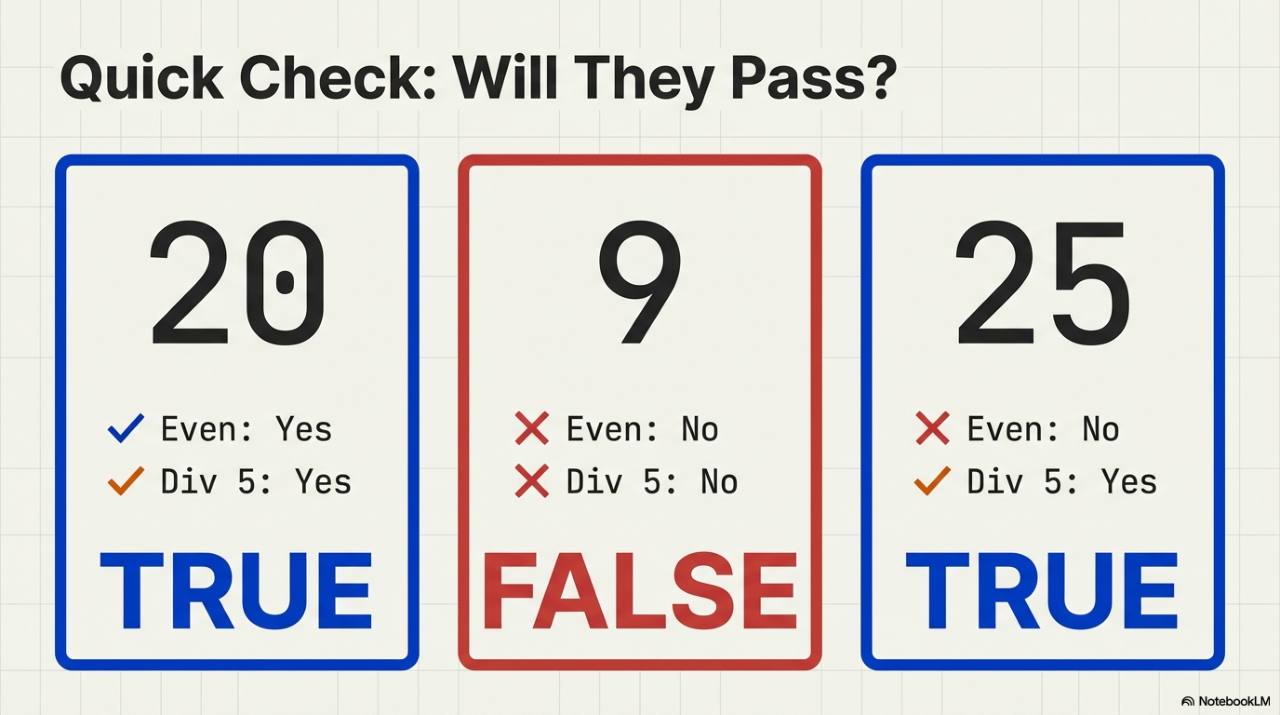 Quick Check: Will They Pass?
20
Even: Yes
Div 5: Yes
TRUE
9
Even: No
Div 5: No
FALSE
25
Even: No
Div 5: Yes
TRUE
NotebookLM